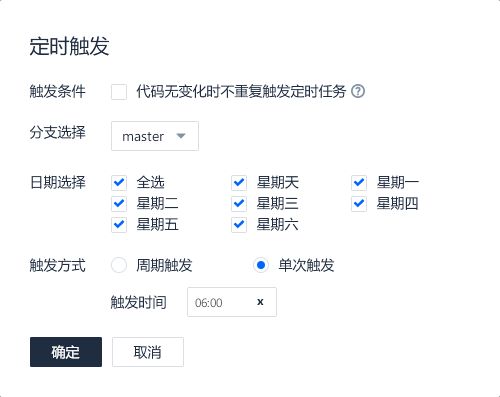 定时触发
触发条件 代码无变化时不重复触发定时任务 ?
分支选择 master
日期选择 全选 星期天 星期一
星期二 星期三 星期四
星期五 星期六
触发方式 周期触发 单次触发
触发时间 06:00 x
确定 取消